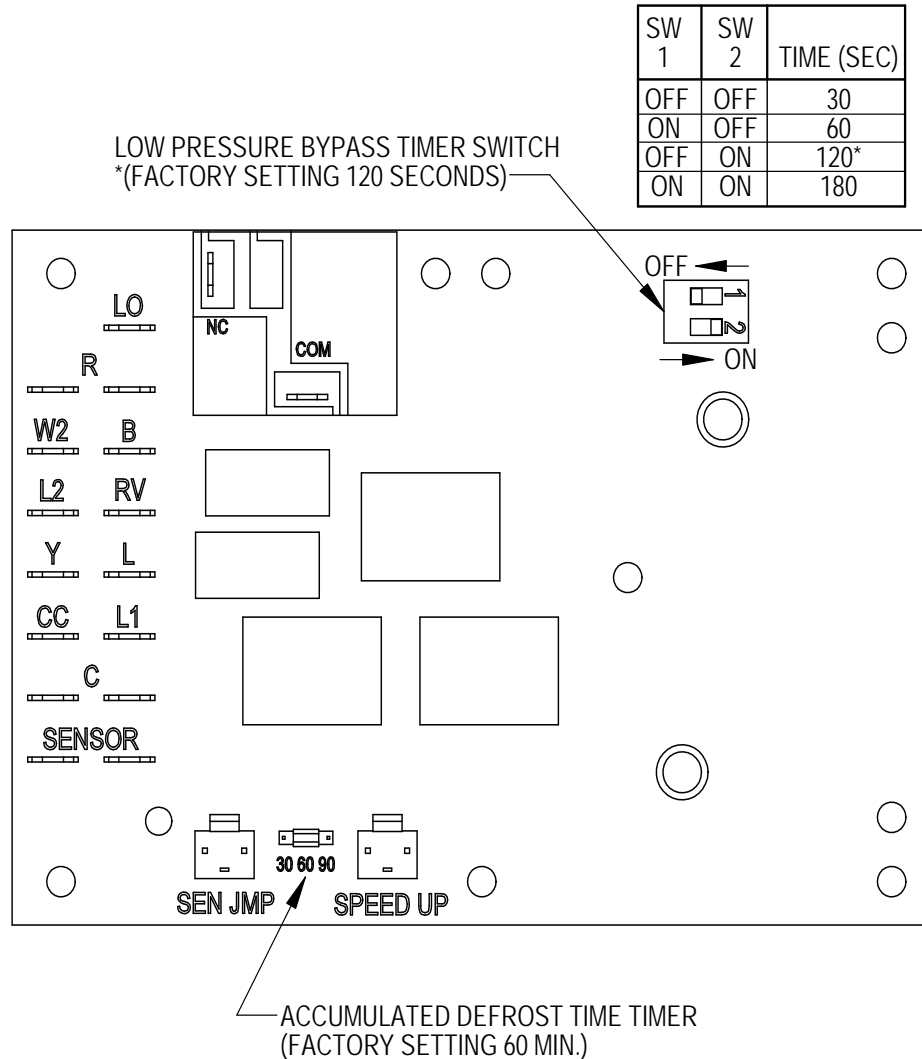 SW 1 SW 2 TIME (SEC)
OFF OFF 30
ON OFF 60
OFF ON 120*
ON ON 180
LOW PRESSURE BYPASS TIMER SWITCH
*(FACTORY SETTING 120 SECONDS)
OFF
1
2
ON
NC
COM
LO
R
W2 B
L2 RV
Y L
CC L1
C
SENSOR
30 60 90
SEN JMP SPEED UP
ACCUMULATED DEFROST TIME TIMER
(FACTORY SETTING 60 MIN.)